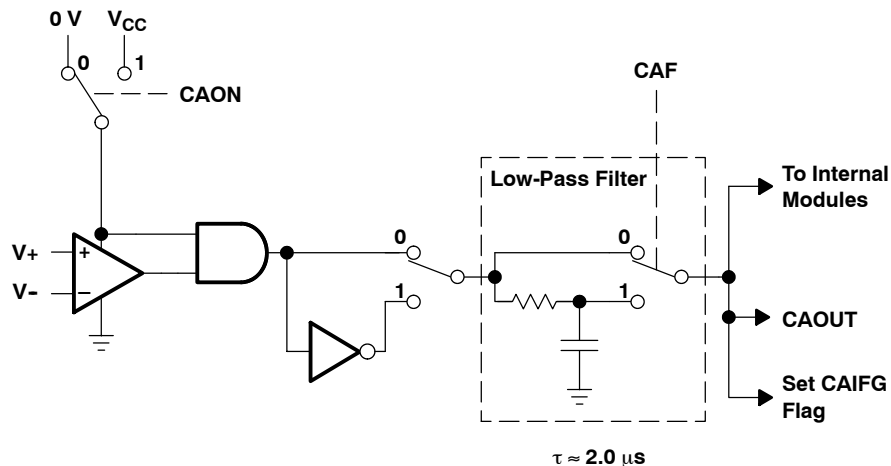 0 V VCC
0 1
CAON
CAF
Low-Pass Filter
To Internal
Modules
V+
+
V−
−
0
1
0
1
CAOUT
Set CAIFG
Flag
τ ≈ 2.0 μs